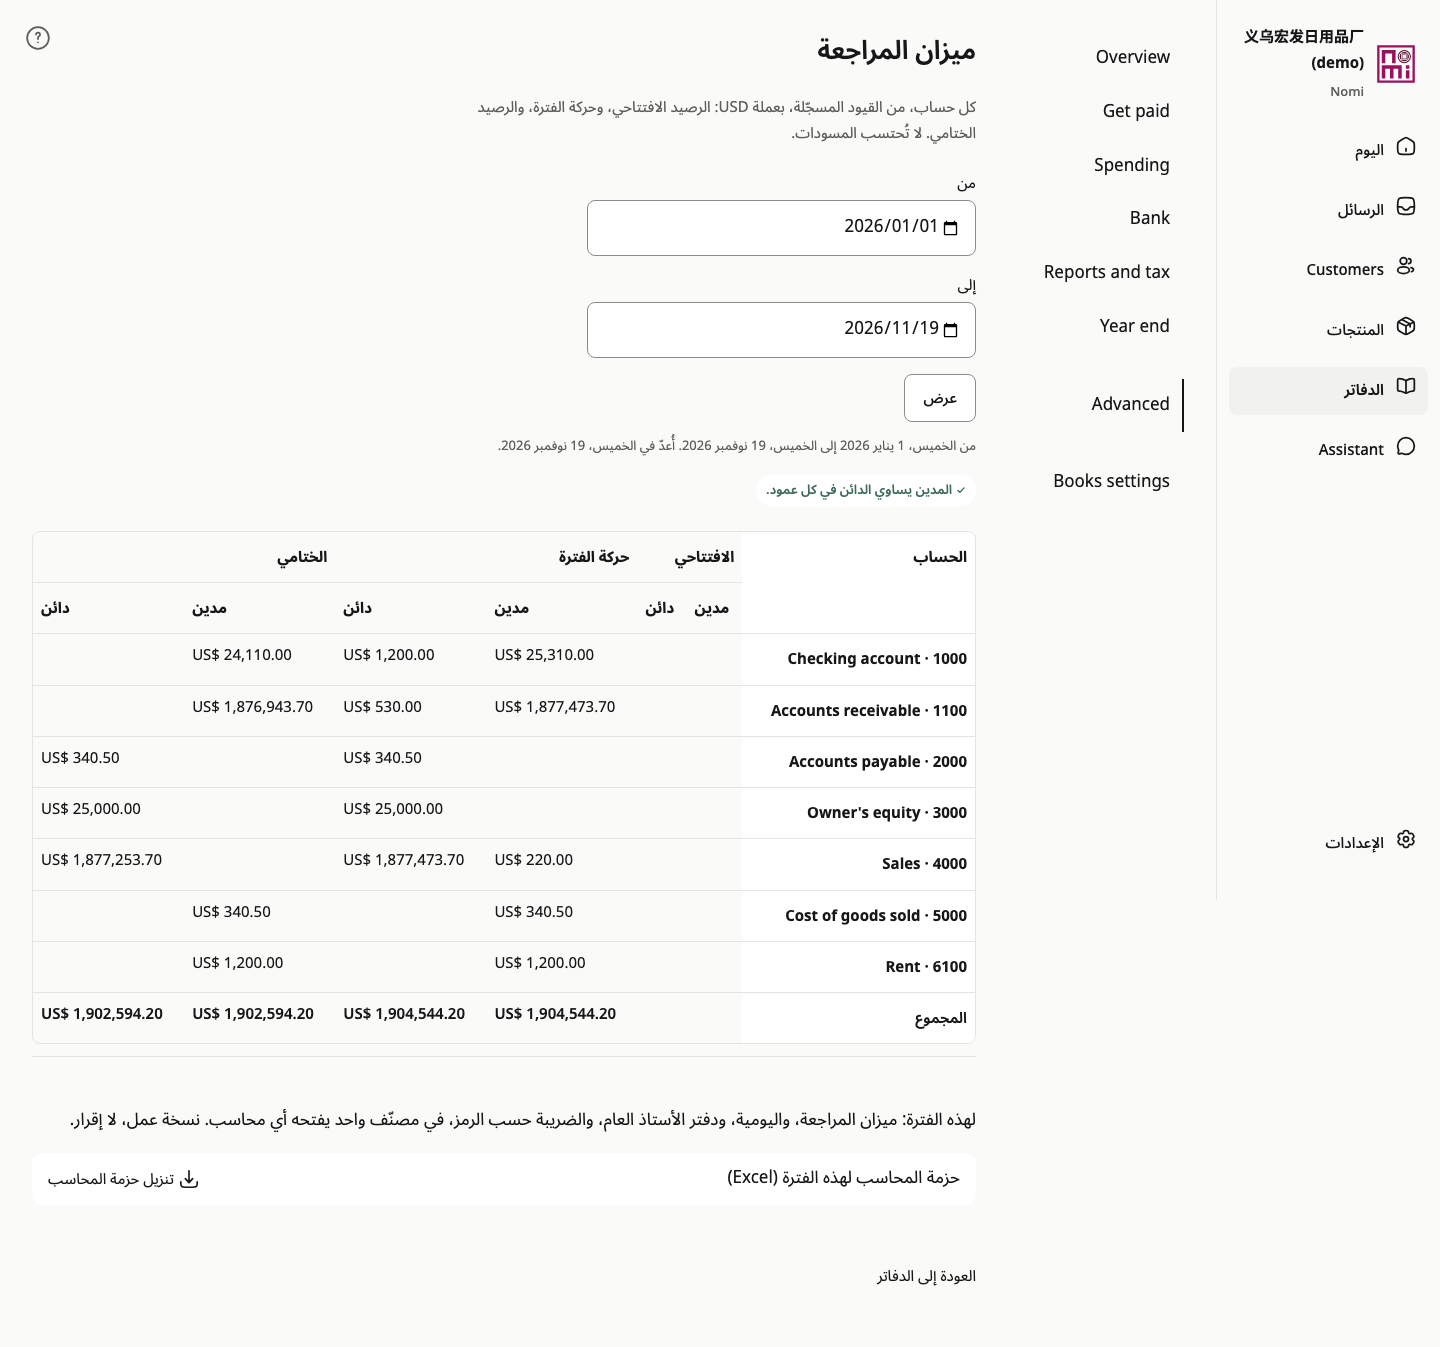 义乌宏发日用品厂
(demo)
Nomi
nomi
اليوم
الرسائل
Customers
المنتجات
الدفاتر
Assistant
الإعدادات
Overview
Get paid
Spending
Bank
Reports and tax
Year end
Advanced
Books settings
ميزان المراجعة
كل حساب، من القيود المسجّلة، بعملة USD: الرصيد الافتتاحي، وحركة الفترة، والرصيد
الختامي. لا تُحتسب المسودات.
من
2026/01/01
إلى
2026/11/19
عرض
من الخميس، 1 يناير 2026 إلى الخميس، 19 نوفمبر 2026. أُعدّ في الخميس، 19 نوفمبر 2026.
✓ المدين يساوي الدائن في كل عمود.
الحساب الافتتاحي حركة الفترة الختامي
مدين دائن مدين دائن مدين دائن
1000 · Checking account US$ 25,310.00 US$ 1,200.00 US$ 24,110.00
1100 · Accounts receivable US$ 1,877,473.70 US$ 530.00 US$ 1,876,943.70
2000 · Accounts payable US$ 340.50 US$ 340.50
3000 · Owner's equity US$ 25,000.00 US$ 25,000.00
4000 · Sales US$ 220.00 US$ 1,877,473.70 US$ 1,877,253.70
5000 · Cost of goods sold US$ 340.50 US$ 340.50
6100 · Rent US$ 1,200.00 US$ 1,200.00
المجموع US$ 1,904,544.20 US$ 1,904,544.20 US$ 1,902,594.20 US$ 1,902,594.20
لهذه الفترة: ميزان المراجعة، واليومية، ودفتر الأستاذ العام، والضريبة حسب الرمز، في مصنّف واحد يفتحه أي محاسب. نسخة عمل، لا إقرار.
حزمة المحاسب لهذه الفترة (Excel)
تنزيل حزمة المحاسب
العودة إلى الدفاتر